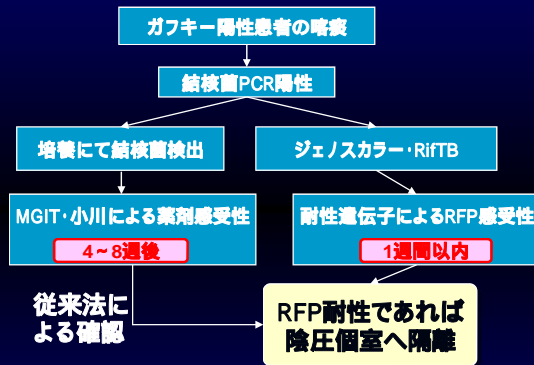 ガフキー陽性患者の喀痰
結核菌PCR陽性
培養にて結核菌検出
ジェノスカラー・RifTB
MGIT・小川による薬剤感受性
4~8週後
耐性遺伝子によるRFP感受性
1週間以内
従来法に
よる確認
RFP耐性であれば
陰圧個室へ隔離